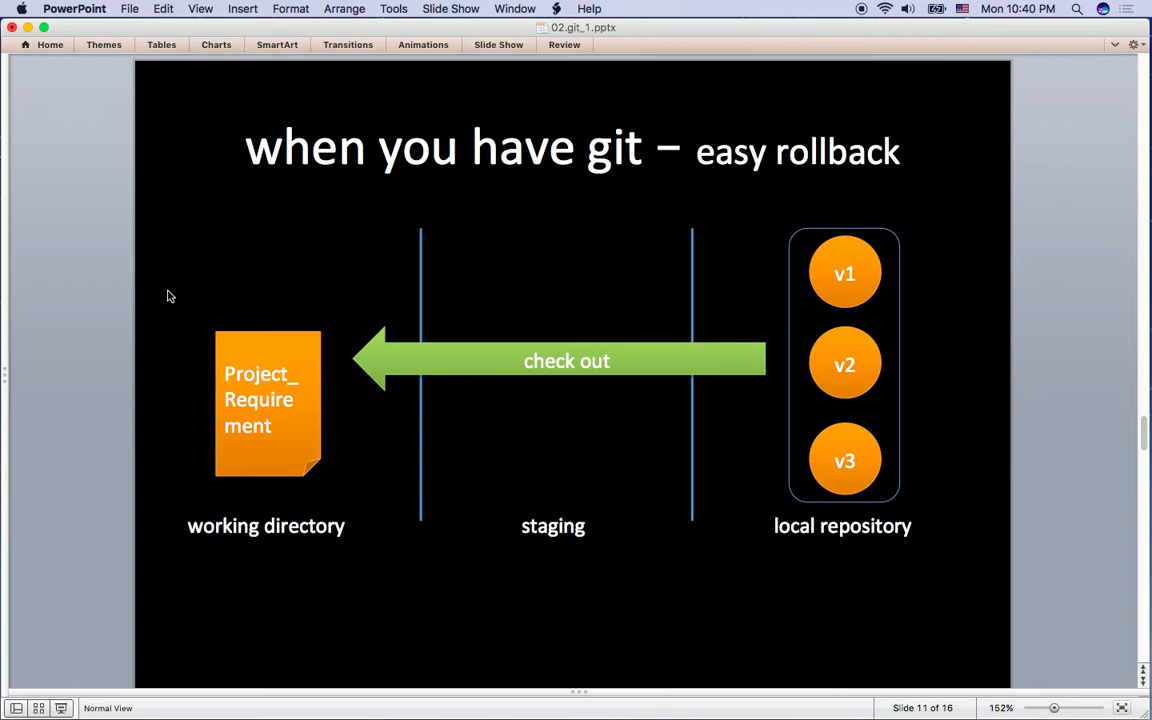 PowerPoint File Edit View Insert Format Arrange Tools Slide Show Window Help Mon 10:40 PM
02.git_1.pptx
Home Themes Tables Charts SmartArt Transitions Animations Slide Show Review
when you have git – easy rollback
v1
check out
v2
Project_
Require
ment
v3
working directory staging local repository
Normal View Slide 11 of 16 152%